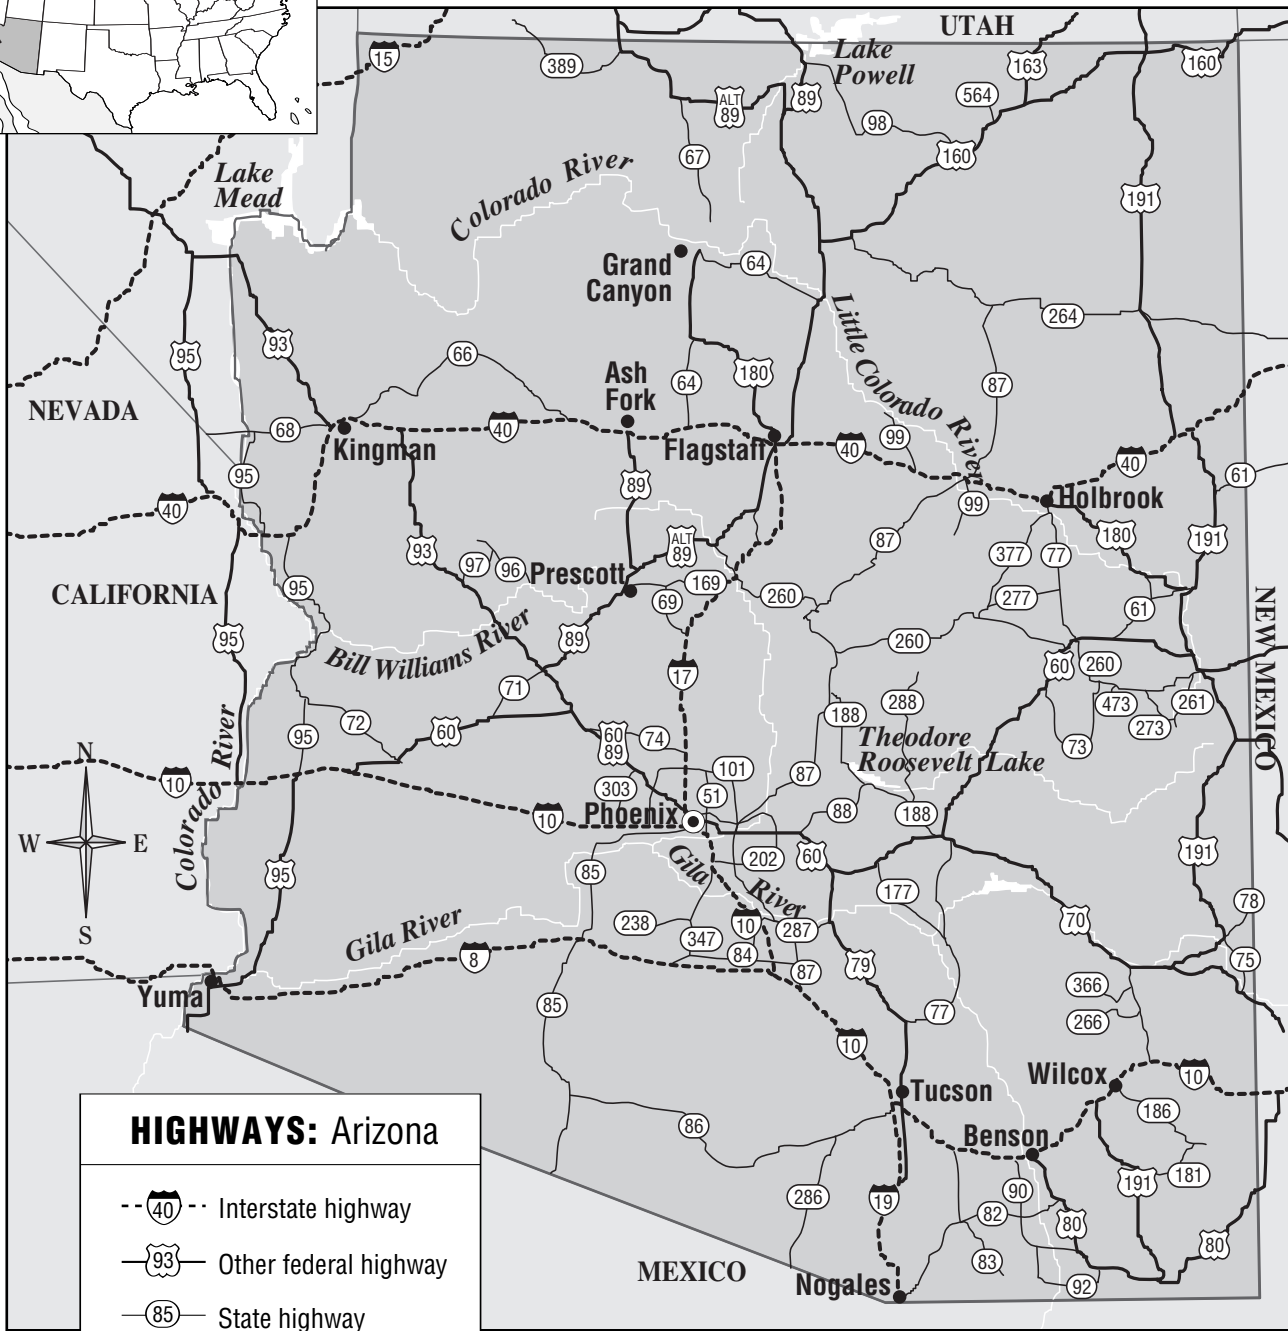 UTAH
15
389
Lake
Powell
163
160
ALT
89
89
564
98
67
160
Lake
Mead
Colorado River
191
Grand
Canyon
64
264
Little Colorado River
95
93
66
Ash
Fork
64
180
87
NEVADA
68
Kingman
40
Flagstaff
40
99
40
61
95
40
89
99
Holbrook
93
97
96
ALT
89
87
377
77
180
191
Prescott
169
CALIFORNIA
95
69
260
277
61
NEW MEXICO
95
Bill Williams River
89
260
60
260
17
71
188
288
473
261
273
72
60
60
89
74
Theodore
Roosevelt Lake
73
95
N
W
E
S
10
Colorado River
303
101
51
87
10
Phoenix
88
188
202
60
191
95
85
Gila River
177
78
Gila River
238
347
10
287
84
87
70
79
75
8
Yuma
85
366
77
266
10
Wilcox
10
Tucson
186
86
Benson
181
286
19
90
191
82
80
80
83
92
MEXICO
Nogales
HIGHWAYS: Arizona
40 Interstate highway
93 Other federal highway
85 State highway